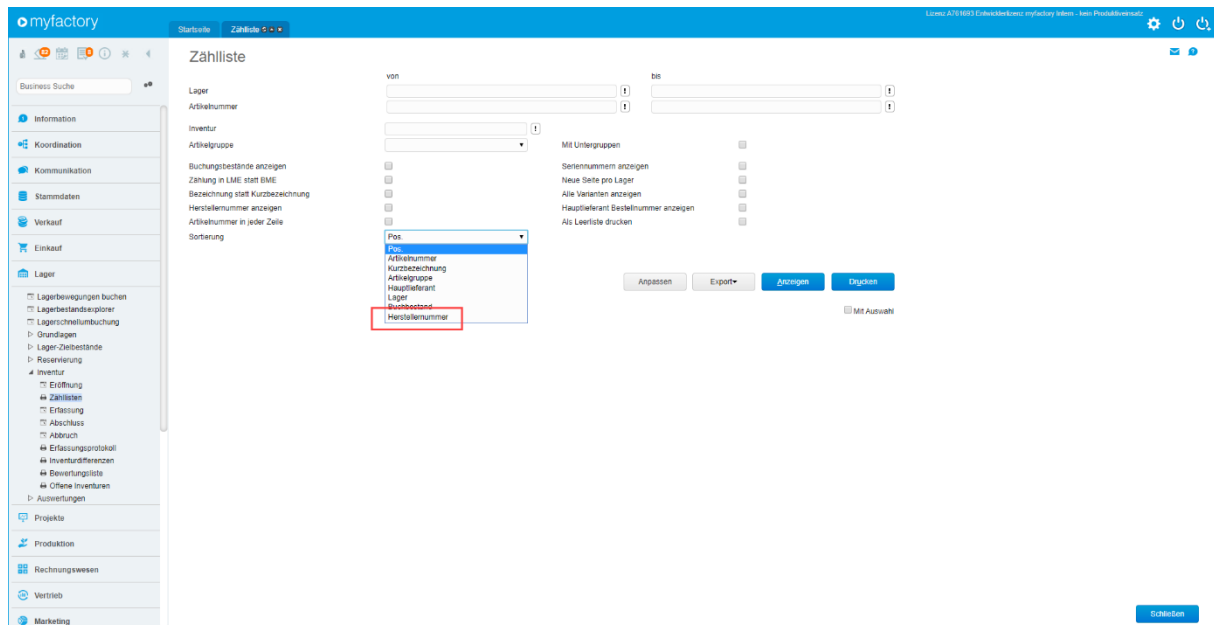 Lizenz A701693 Entwicklerlizenz myfactory Intern - kein Produktiveinsatz
myfactory
Startseite
Zählliste
Zählliste
Business Suche
von
bis
Lager
Artikelnummer
Inventur
Artikelgruppe
Mit Untergruppen
Buchungsbestände anzeigen
Seriennummern anzeigen
Zählung in LME statt BME
Neue Seite pro Lager
Bezeichnung statt Kurzbezeichnung
Alle Varianten anzeigen
Herstellernummer anzeigen
Hauptlieferant Bestellnummer anzeigen
Artikelnummer in jeder Zeile
Als Leerliste drucken
Sortierung
Pos.
Pos.
Artikelnummer
Kurzbezeichnung
Artikelgruppe
Hauptlieferant
Lager
Buchbestand
Herstellernummer
Anpassen
Export
Anzeigen
Drucken
Mit Auswahl
Information
Koordination
Kommunikation
Stammdaten
Verkauf
Einkauf
Lager
Lagerbewegungen buchen
Lagerbestandsexplorer
Lagerschnellumbuchung
Grundlagen
Lager-Zielbestände
Reservierung
Inventur
Eröffnung
Zähllisten
Erfassung
Abschluss
Abbruch
Erfassungsprotokoll
Inventurdifferenzen
Bewertungsliste
Offene Inventuren
Auswertungen
Projekte
Produktion
Rechnungswesen
Vertrieb
Marketing
Schließen